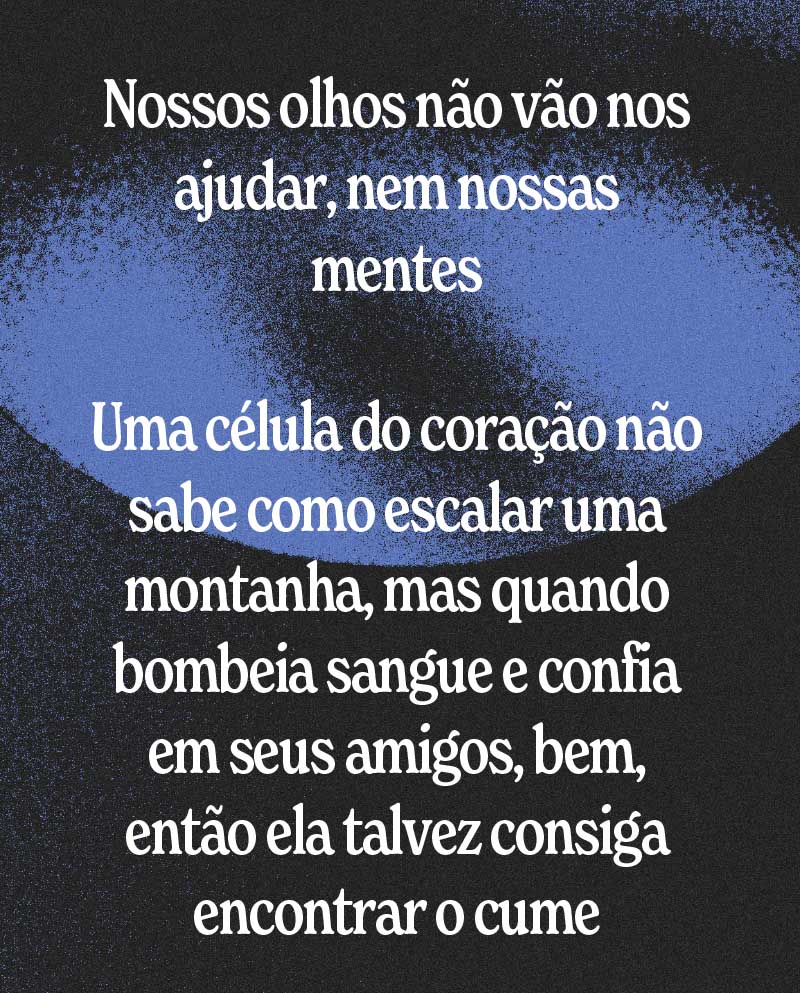 Nossos olhos não vão nos
ajudar, nem nossas
mentes
Uma célula do coração não
sabe como escalar uma
montanha, mas quando
bombeia sangue e confia
em seus amigos, bem,
então ela talvez consiga
encontrar o cume